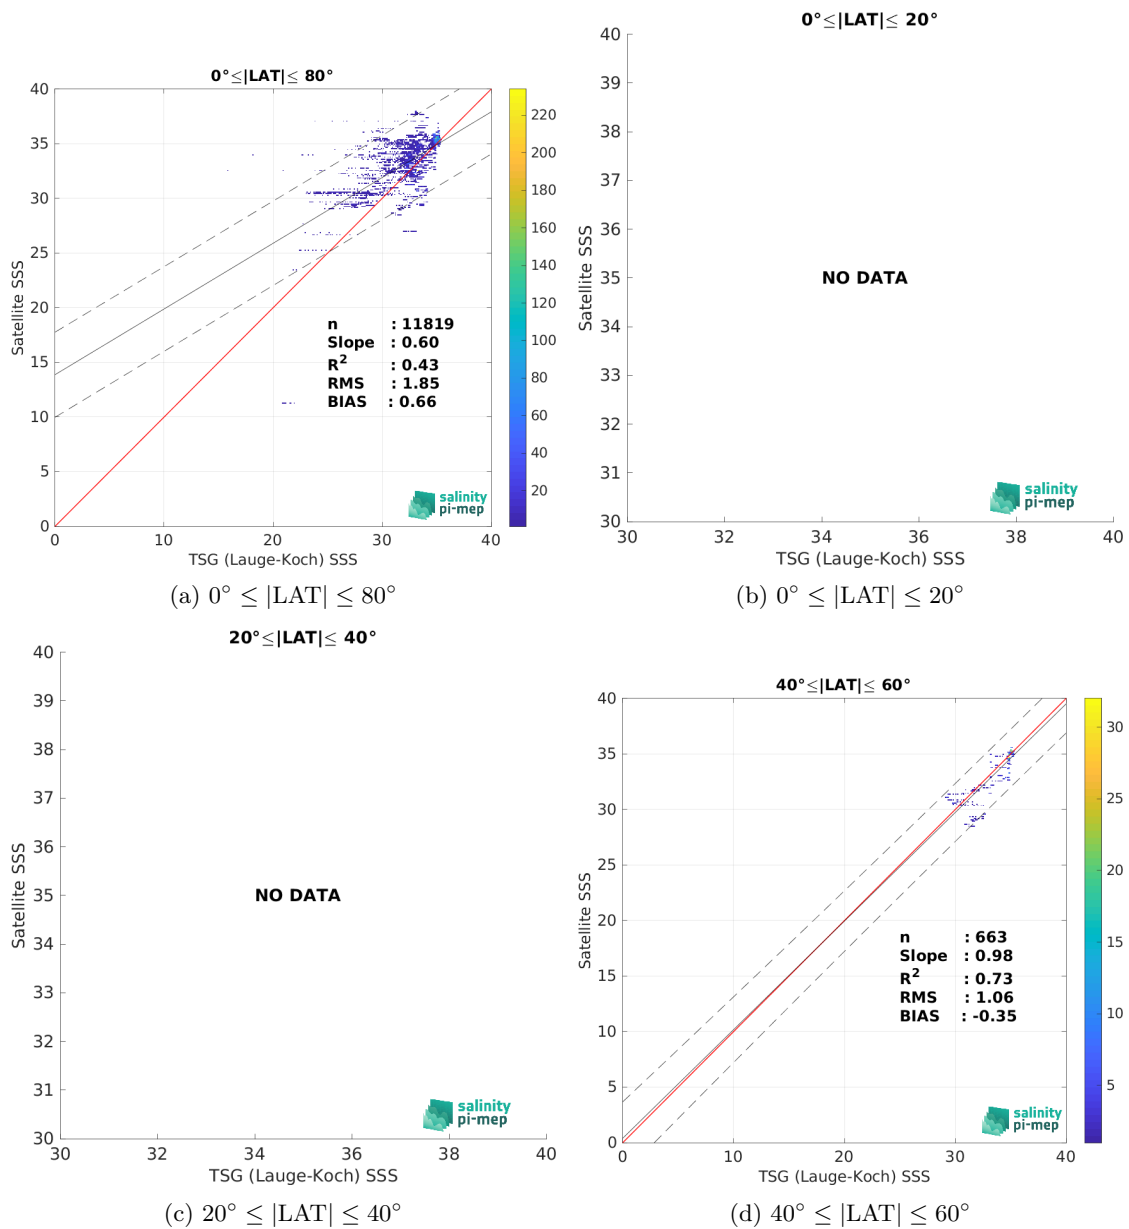 0°≤|LAT|≤ 80°
40
35
30
25
20
15
10
5
0
Satellite SSS
n : 11819
Slope : 0.60
R2 : 0.43
RMS : 1.85
BIAS : 0.66
salinity
pi-mep
0 10 20 30 40
TSG (Lauge-Koch) SSS
220
200
180
160
140
120
100
80
60
40
20
(a) 0° ≤ |LAT| ≤ 80°
0°≤|LAT|≤ 20°
40
39
38
37
36
35
34
33
32
31
30
Satellite SSS
NO DATA
salinity
pi-mep
30 32 34 36 38 40
TSG (Lauge-Koch) SSS
(b) 0° ≤ |LAT| ≤ 20°
20°≤|LAT|≤ 40°
40
39
38
37
36
35
34
33
32
31
30
Satellite SSS
NO DATA
salinity
pi-mep
30 32 34 36 38 40
TSG (Lauge-Koch) SSS
(c) 20° ≤ |LAT| ≤ 40°
40°≤|LAT|≤ 60°
40
35
30
25
20
15
10
5
0
Satellite SSS
n : 663
Slope : 0.98
R2 : 0.73
RMS : 1.06
BIAS : -0.35
salinity
pi-mep
0 10 20 30 40
TSG (Lauge-Koch) SSS
30
25
20
15
10
5
(d) 40° ≤ |LAT| ≤ 60°